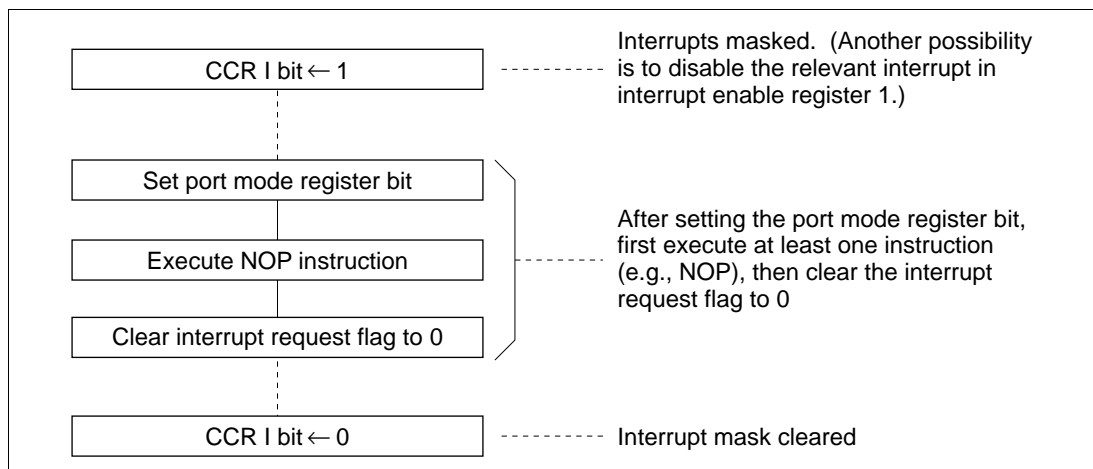 CCR I bit ← 1
Interrupts masked. (Another possibility
is to disable the relevant interrupt in
interrupt enable register 1.)
Set port mode register bit
Execute NOP instruction
Clear interrupt request flag to 0
After setting the port mode register bit,
first execute at least one instruction
(e.g., NOP), then clear the interrupt
request flag to 0
CCR I bit ← 0
Interrupt mask cleared